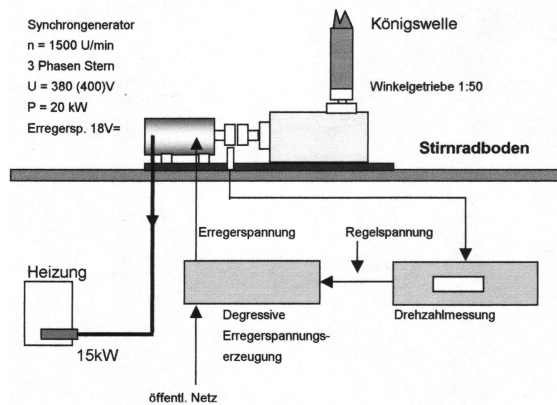 Synchrongenerator
n = 1500 U/min
3 Phasen Stern
U = 380 (400)V
P = 20 kW
Erregersp. 18V=
Königswelle
Winkelgetriebe 1:50
Stirnradboden
Erregerspannung
Regelspannung
Heizung
15kW
Degressive
Erregerspannungs-
erzeugung
Drehzahlmessung
öffentl. Netz